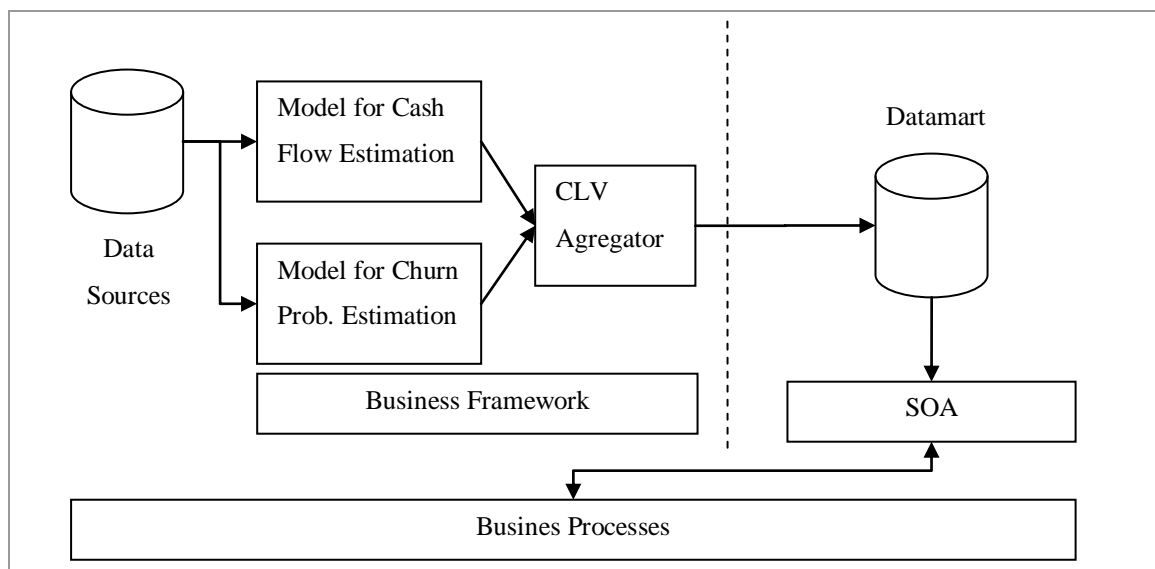 Data
Sources
Model for Cash
Flow Estimation
Model for Churn
Prob. Estimation
CLV
Agregator
Business Framework
Datamart
SOA
Busines Processes